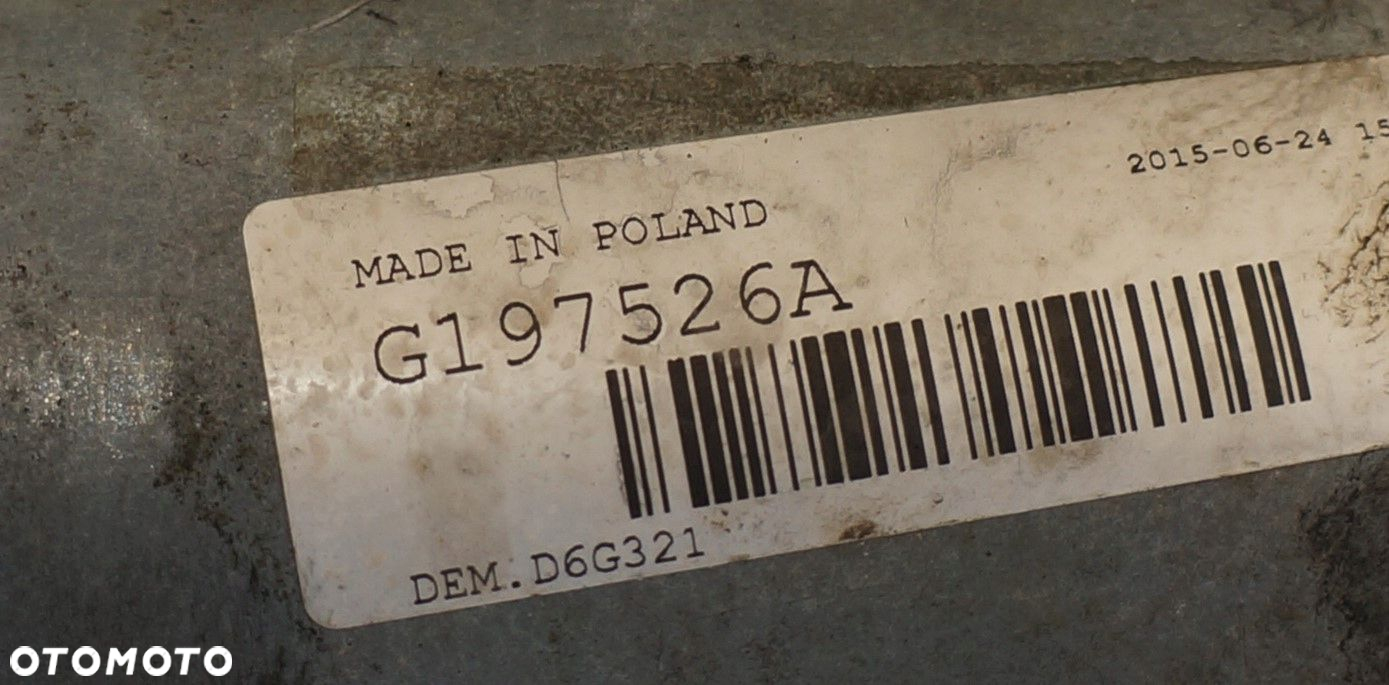 2015-06-24 15
MADE IN POLAND
G197526A
DEM.D6G321
OTOMOTO